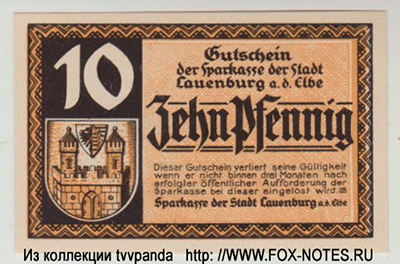 10
Gutschein
der Sparkasse der Stadt
Lauenburg a. d. Elbe
Zehn Pfennig
Dieser Gutschein verliert seine Gültigkeit
wenn er nicht binnen drei Monaten nach
erfolgter öffentlicher Aufforderung der
Sparkasse bei dieser eingelöst wird.
Sparkasse der Stadt Lauenburg a.d. Elbe
Из коллекции tvvpanda http: //WWW.FOX-NOTES.RU